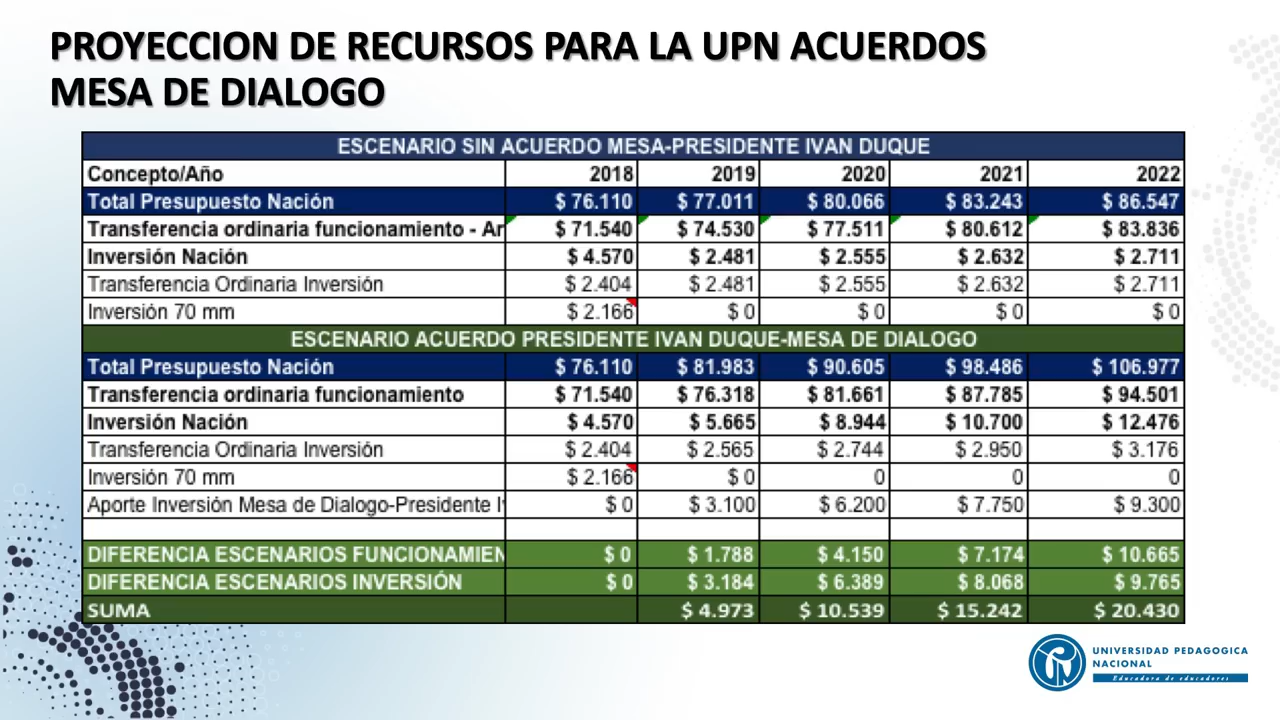 PROYECCION DE RECURSOS PARA LA UPN ACUERDOS
MESA DE DIALOGO
ESCENARIO SIN ACUERDO MESA-PRESIDENTE IVAN DUQUE
Concepto/Año 2018 2019 2020 2021 2022
Total Presupuesto Nación $ 76.110 $ 77.011 $ 80.066 $ 83.243 $ 86.547
Transferencia ordinaria funcionamiento - Ar $ 71.540 $ 74.530 $ 77.511 $ 80.612 $ 83.836
Inversión Nación $ 4.570 $ 2.481 $ 2.555 $ 2.632 $ 2.711
Transferencia Ordinaria Inversión $ 2.404 $ 2.481 $ 2.555 $ 2.632 $ 2.711
Inversión 70 mm $ 2.166 $ 0 $ 0 $ 0 $ 0
ESCENARIO ACUERDO PRESIDENTE IVAN DUQUE-MESA DE DIALOGO
Total Presupuesto Nación $ 76.110 $ 81.983 $ 90.605 $ 98.486 $ 106.977
Transferencia ordinaria funcionamiento $ 71.540 $ 76.318 $ 81.661 $ 87.785 $ 94.501
Inversión Nación $ 4.570 $ 5.665 $ 8.944 $ 10.700 $ 12.476
Transferencia Ordinaria Inversión $ 2.404 $ 2.565 $ 2.744 $ 2.950 $ 3.176
Inversión 70 mm $ 2.166 $ 0 0 0 0
Aporte Inversión Mesa de Dialogo-Presidente I $ 0 $ 3.100 $ 6.200 $ 7.750 $ 9.300
DIFERENCIA ESCENARIOS FUNCIONAMIEN $ 0 $ 1.788 $ 4.150 $ 7.174 $ 10.665
DIFERENCIA ESCENARIOS INVERSIÓN $ 0 $ 3.184 $ 6.389 $ 8.068 $ 9.765
SUMA $ 4.973 $ 10.539 $ 15.242 $ 20.430
UNIVERSIDAD PEDAGOGICA
NACIONAL
Educadora de educadores